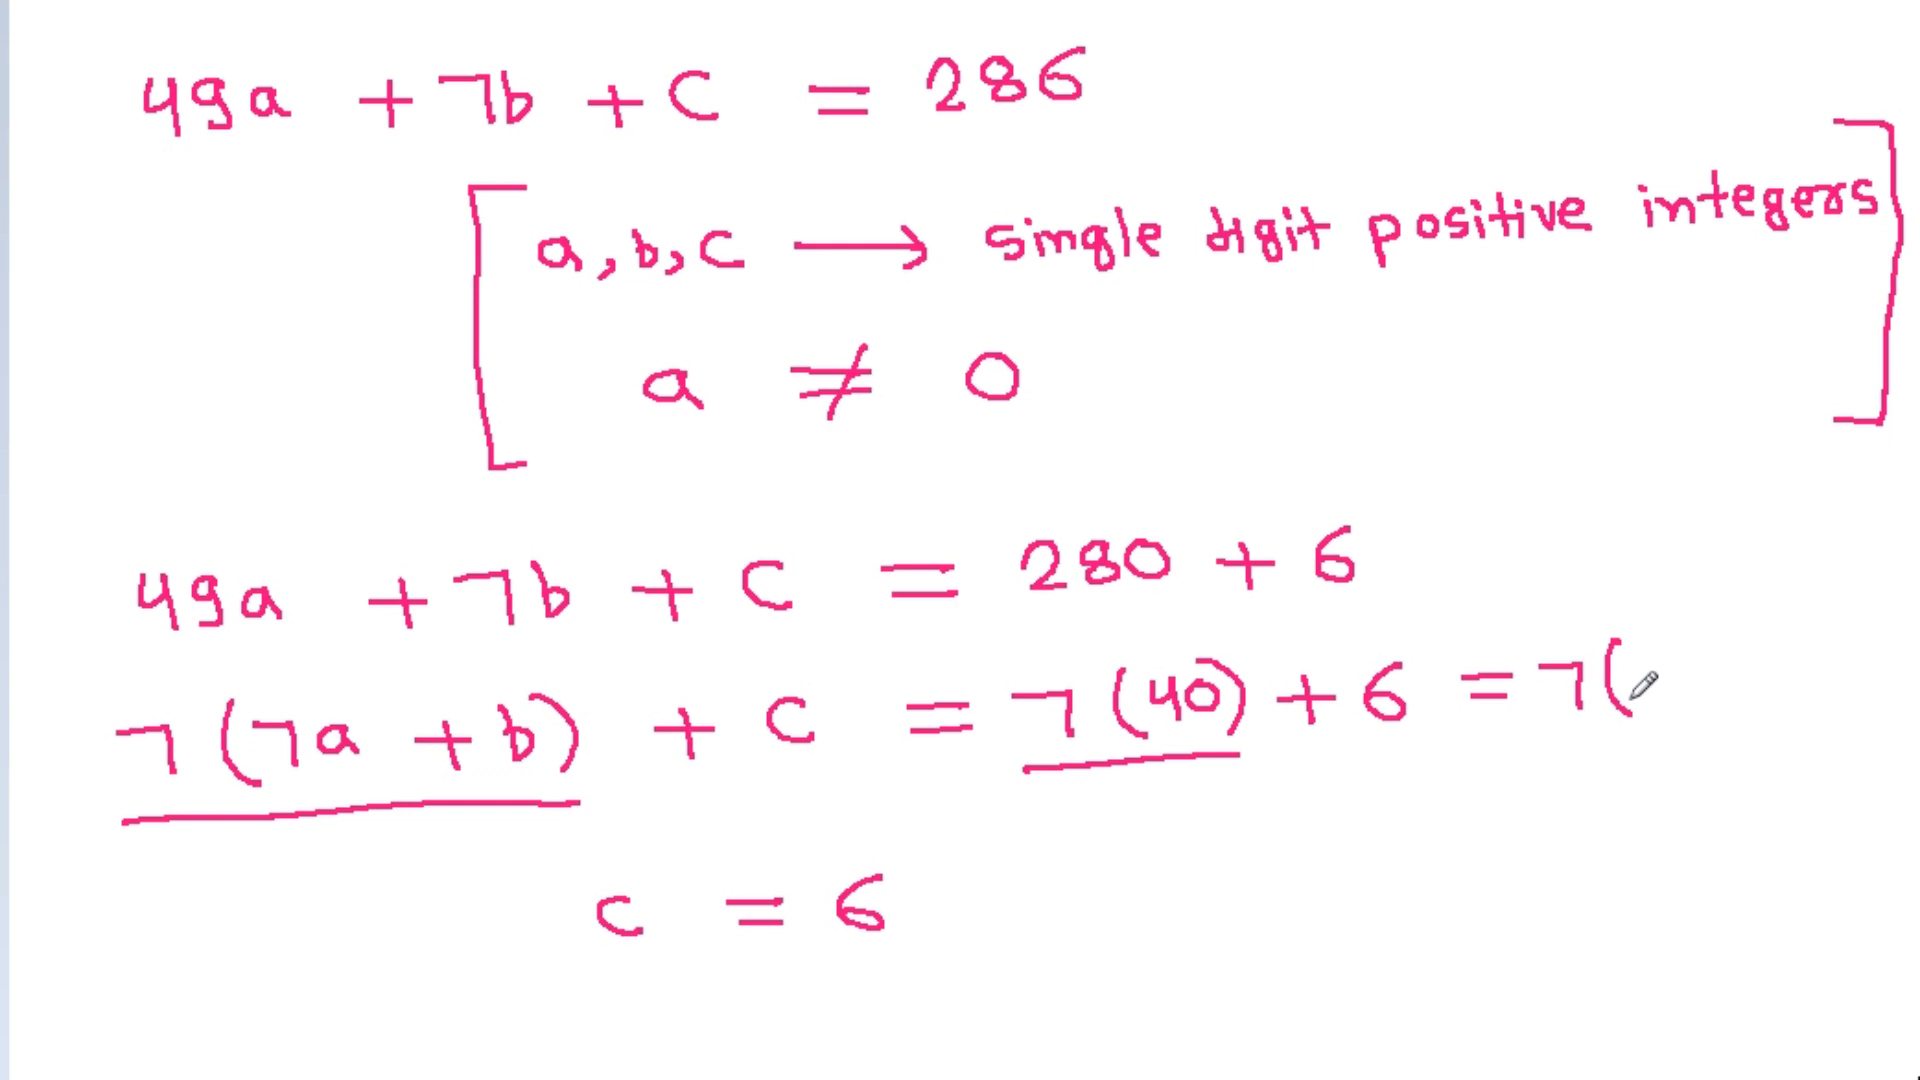 49a + 7b + c = 286
a, b, c → single digit positive integers
a ≠ 0
49a + 7b + c = 280 + 6
7(7a + b) + c = 7(40) + 6 = 7(
c = 6